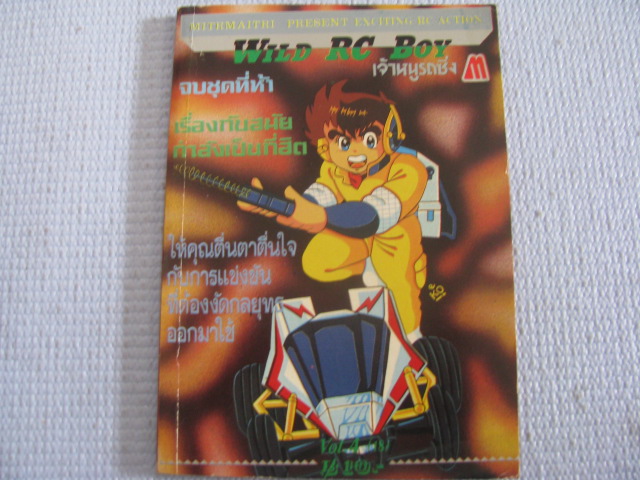 MITRMAITRI PRESENT EXCITING RC ACTION
WILD RC BOY
เจ้าหนูรถซิ่ง
จบชุดที่ห้า
เรื่องทันสมัย
กำลังเป็นที่ฮิต
ให้คุณตื่นตาตื่นใจ
กับการแข่งขัน
ที่ต้องงัดกลยุทธ
ออกมาใช้